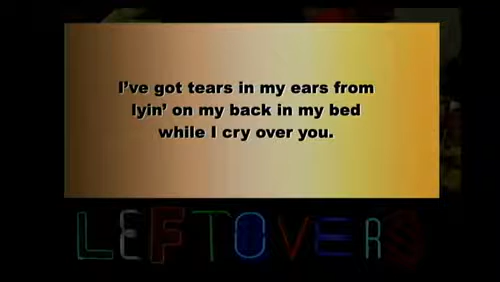 I've got tears in my ears from
lyin' on my back in my bed
while I cry over you.
LEFTOVERS